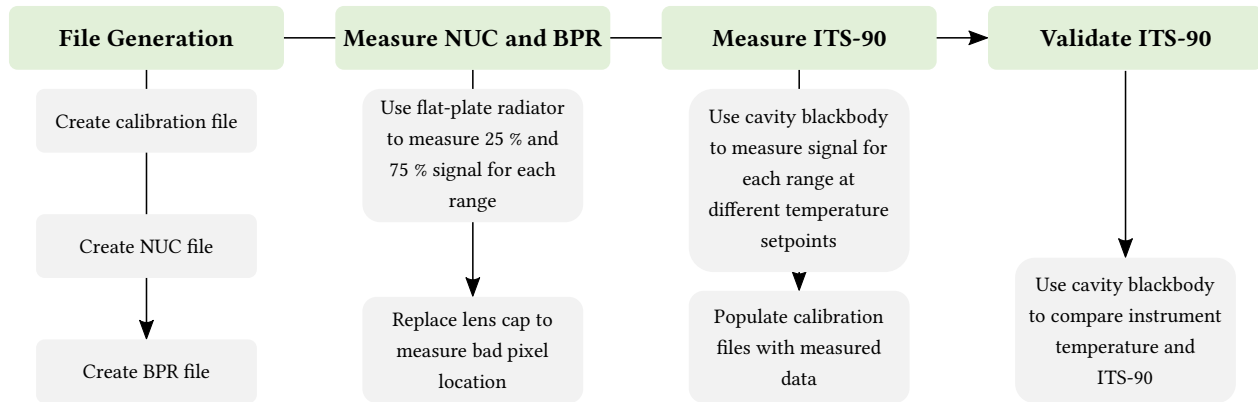 File Generation
Measure NUC and BPR
Measure ITS-90
Validate ITS-90
Create calibration file
Create NUC file
Create BPR file
Use flat-plate radiator
to measure 25 % and
75 % signal for each
range
Replace lens cap to
measure bad pixel
location
Use cavity blackbody
to measure signal for
each range at
different temperature
setpoints
Populate calibration
files with measured
data
Use cavity blackbody
to compare instrument
temperature and
ITS-90